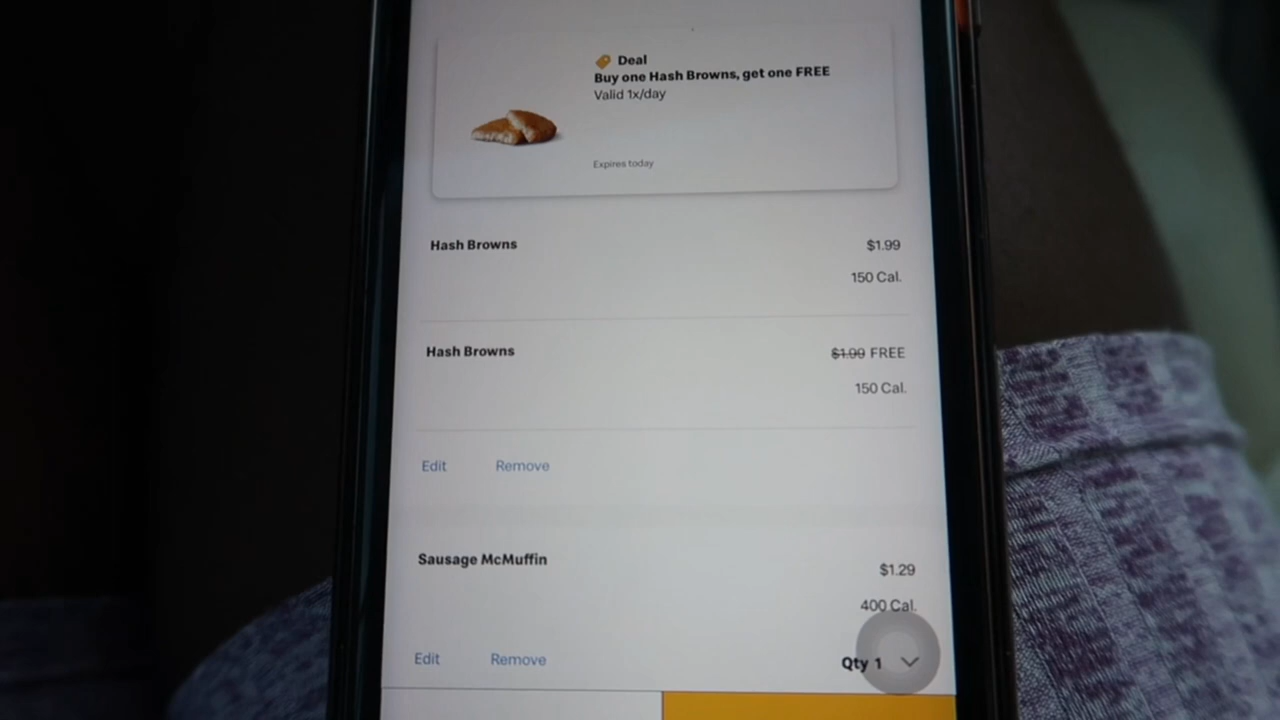 Deal
Buy one Hash Browns, get one FREE
Valid 1x/day
Expires today
Hash Browns $1.99
150 Cal.
Hash Browns $1.99 FREE
150 Cal.
Edit Remove
Sausage McMuffin $1.29
400 Cal.
Edit Remove Qty 1